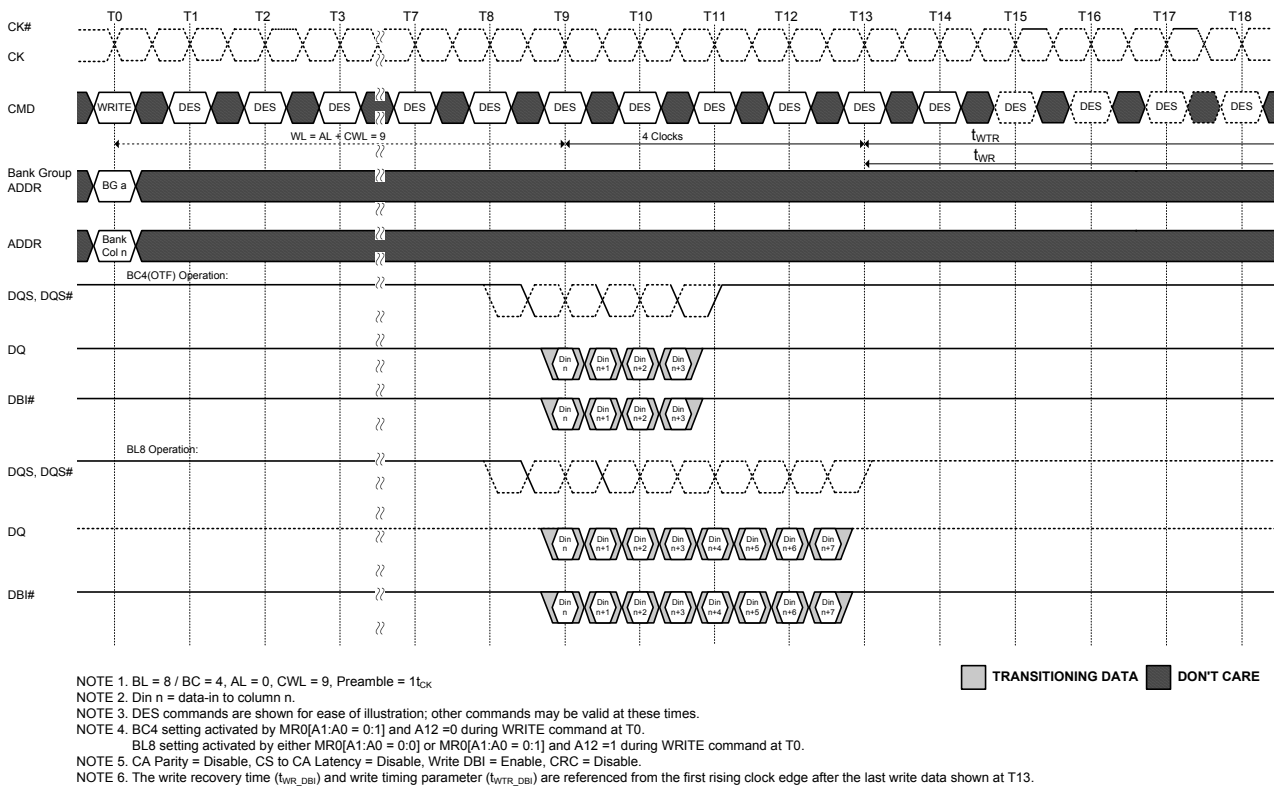 T0 T1 T2 T3 T7 T8 T9 T10 T11 T12 T13 T14 T15 T16 T17 T18
CK#
CK
CMD WRITE DES DES DES DES DES DES DES DES DES DES DES DES DES DES DES
WL = AL + CWL = 9 4 Clocks tWTR
tWR
Bank Group
ADDR
BG a
ADDR
Bank
Col n
BC4(OTF) Operation:
DQS, DQS#
DQ
Din n Din n+1 Din n+2 Din n+3
DBI#
Din n Din n+1 Din n+2 Din n+3
BL8 Operation:
DQS, DQS#
DQ
Din n Din n+1 Din n+2 Din n+3 Din n+4 Din n+5 Din n+6 Din n+7
DBI#
Din n Din n+1 Din n+2 Din n+3 Din n+4 Din n+5 Din n+6 Din n+7
TRANSITIONING DATA DON'T CARE
NOTE 1. BL = 8 / BC = 4, AL = 0, CWL = 9, Preamble = 1tCK
NOTE 2. Din n = data-in to column n.
NOTE 3. DES commands are shown for ease of illustration; other commands may be valid at these times.
NOTE 4. BC4 setting activated by MR0[A1:A0 = 0:1] and A12 =0 during WRITE command at T0.
BL8 setting activated by either MR0[A1:A0 = 0:0] or MR0[A1:A0 = 0:1] and A12 =1 during WRITE command at T0.
NOTE 5. CA Parity = Disable, CS to CA Latency = Disable, Write DBI = Enable, CRC = Disable.
NOTE 6. The write recovery time (tWR_DBI) and write timing parameter (tWTR_DBI) are referenced from the first rising clock edge after the last write data shown at T13.